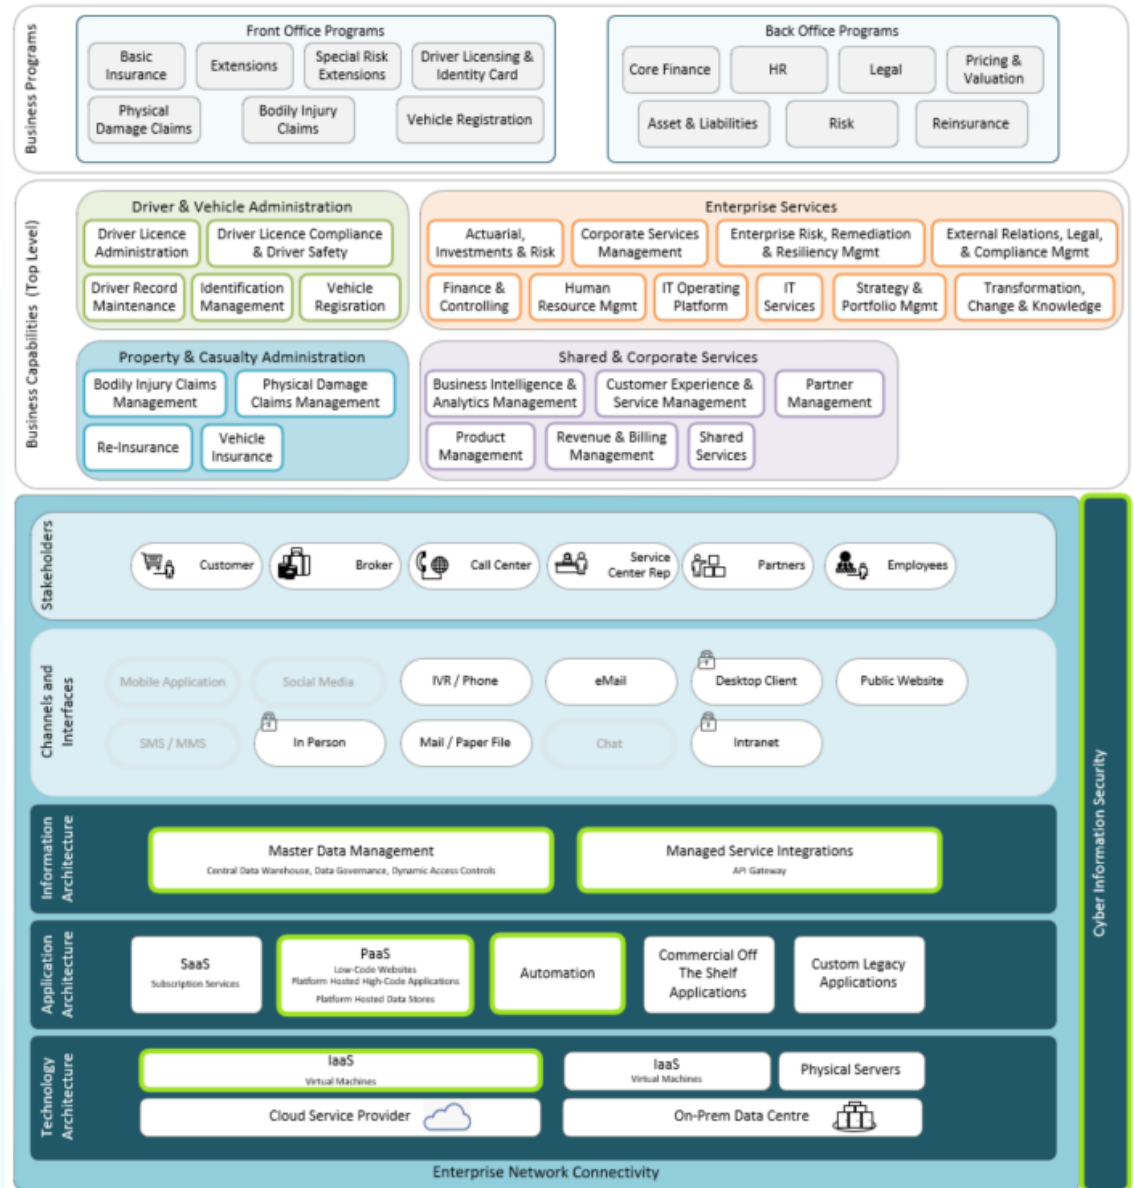 Business Programs
Front Office Programs
Basic
Insurance
Extensions
Special Risk
Extensions
Driver Licensing &
Identity Card
Physical
Damage Claims
Bodily Injury
Claims
Vehicle Registration
Back Office Programs
Core Finance
HR
Legal
Pricing &
Valuation
Asset & Liabilities
Risk
Reinsurance
Business Capabilities (Top Level)
Driver & Vehicle Administration
Driver Licence
Administration
Driver Licence Compliance
& Driver Safety
Driver Record
Maintenance
Identification
Management
Vehicle
Regisration
Enterprise Services
Actuarial,
Investments & Risk
Corporate Services
Management
Enterprise Risk, Remediation
& Resiliency Mgmt
External Relations, Legal,
& Compliance Mgmt
Finance &
Controlling
Human
Resource Mgmt
IT Operating
Platform
IT
Services
Strategy &
Portfolio Mgmt
Transformation,
Change & Knowledge
Property & Casualty Administration
Bodily Injury Claims
Management
Physical Damage
Claims Management
Re-Insurance
Vehicle
Insurance
Shared & Corporate Services
Business Intelligence &
Analytics Management
Customer Experience &
Service Management
Partner
Management
Product
Management
Revenue & Billing
Management
Shared
Services
Stakeholders
Customer
Broker
Call Center
Service
Center Rep
Partners
Employees
Channels and
Interfaces
Mobile Application
Social Media
IVR / Phone
eMail
Desktop Client
Public Website
SMS / MMS
In Person
Mail / Paper File
Chat
Intranet
Information
Architecture
Master Data Management
Central Data Warehouse, Data Governance, Dynamic Access Controls
Managed Service Integrations
API Gateway
Application
Architecture
SaaS
Subscription Services
PaaS
Low-Code Websites
Platform Hosted High-Code Applications
Platform Hosted Data Stores
Automation
Commercial Off
The Shelf
Applications
Custom Legacy
Applications
Technology
Architecture
IaaS
Virtual Machines
IaaS
Virtual Machines
Physical Servers
Cloud Service Provider
On-Prem Data Centre
Enterprise Network Connectivity
Cyber Information Security